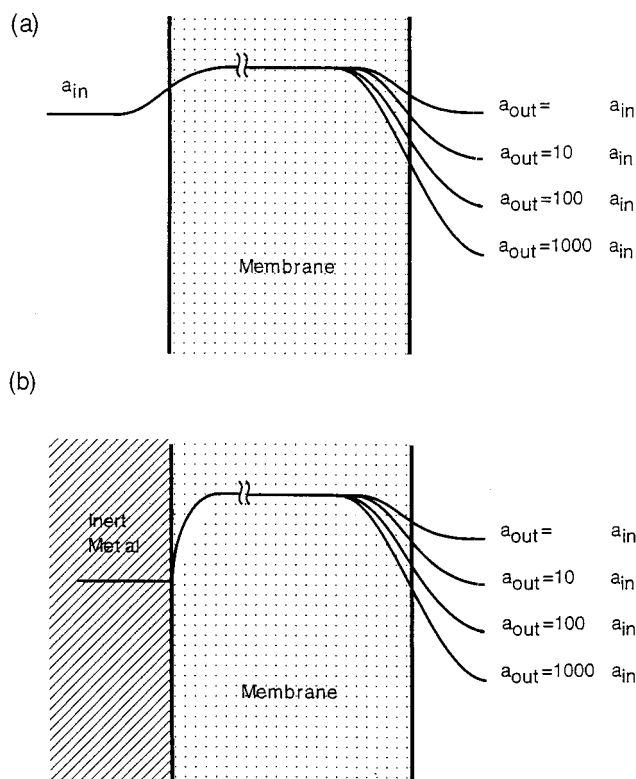 (a)
a_in
a_out= a_in
a_out=10 a_in
a_out=100 a_in
a_out=1000 a_in
Membrane
(b)
Inert
Metal
a_out= a_in
a_out=10 a_in
a_out=100 a_in
a_out=1000 a_in
Membrane